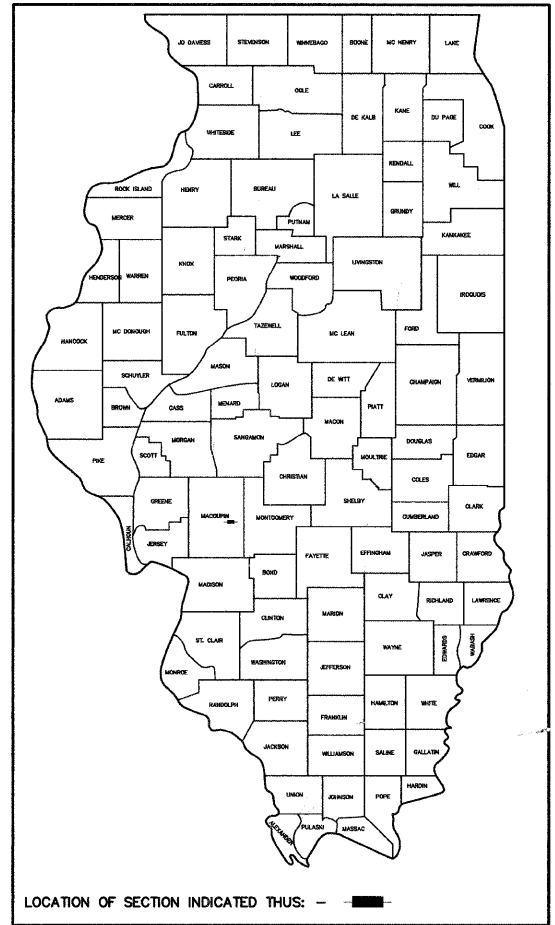 JO DAVIESS STEVENSON WINNEBAGO BOONE MC HENRY LAKE
CARROLL OGLE DE KALB KANE DU PAGE COOK
WHITESIDE LEE KENDALL WILL
ROCK ISLAND HENRY BUREAU LA SALLE GRUNDY
MERCER PUTNAM KAMKAKEE
STARK MARSHALL
HENDERSON WARREN KNOX PEORIA WOODFORD LIVINGSTON IROQUOIS
HANCOCK MC DONOUGH FULTON TAZENELL MC LEAN FORD
SCHUYLER MASON LOGAN DE WITT CHAMPAIGN VERMILION
ADAMS BROWN CASS MENARD MACON PIATT
PIKE SCOTT MORGAN SANGAMON CHRISTIAN MOULTRIE DOUGLAS EDGAR
COLES
GREENE MACOUPIN MONTGOMERY SHELBY CUMBERLAND CLARK
CALHOUN JERSEY FAYETTE EFFINGHAM JASPER CRAWFORD
MADISON BOND CLAY RICHLAND LAWRENCE
CLINTON MARION
ST. CLAIR WAYNE EDWARDS WABASH
MONROE WASHINGTON JEFFERSON
RANDOLPH PERRY HAMILTON WHITE
FRANKLIN
JACKSON WILLIAMSON SALINE GALLATIN
UNION JOHNSON POPE HARDIN
ALEXANDER PULASKI MASSAC
LOCATION OF SECTION INDICATED THUS: -